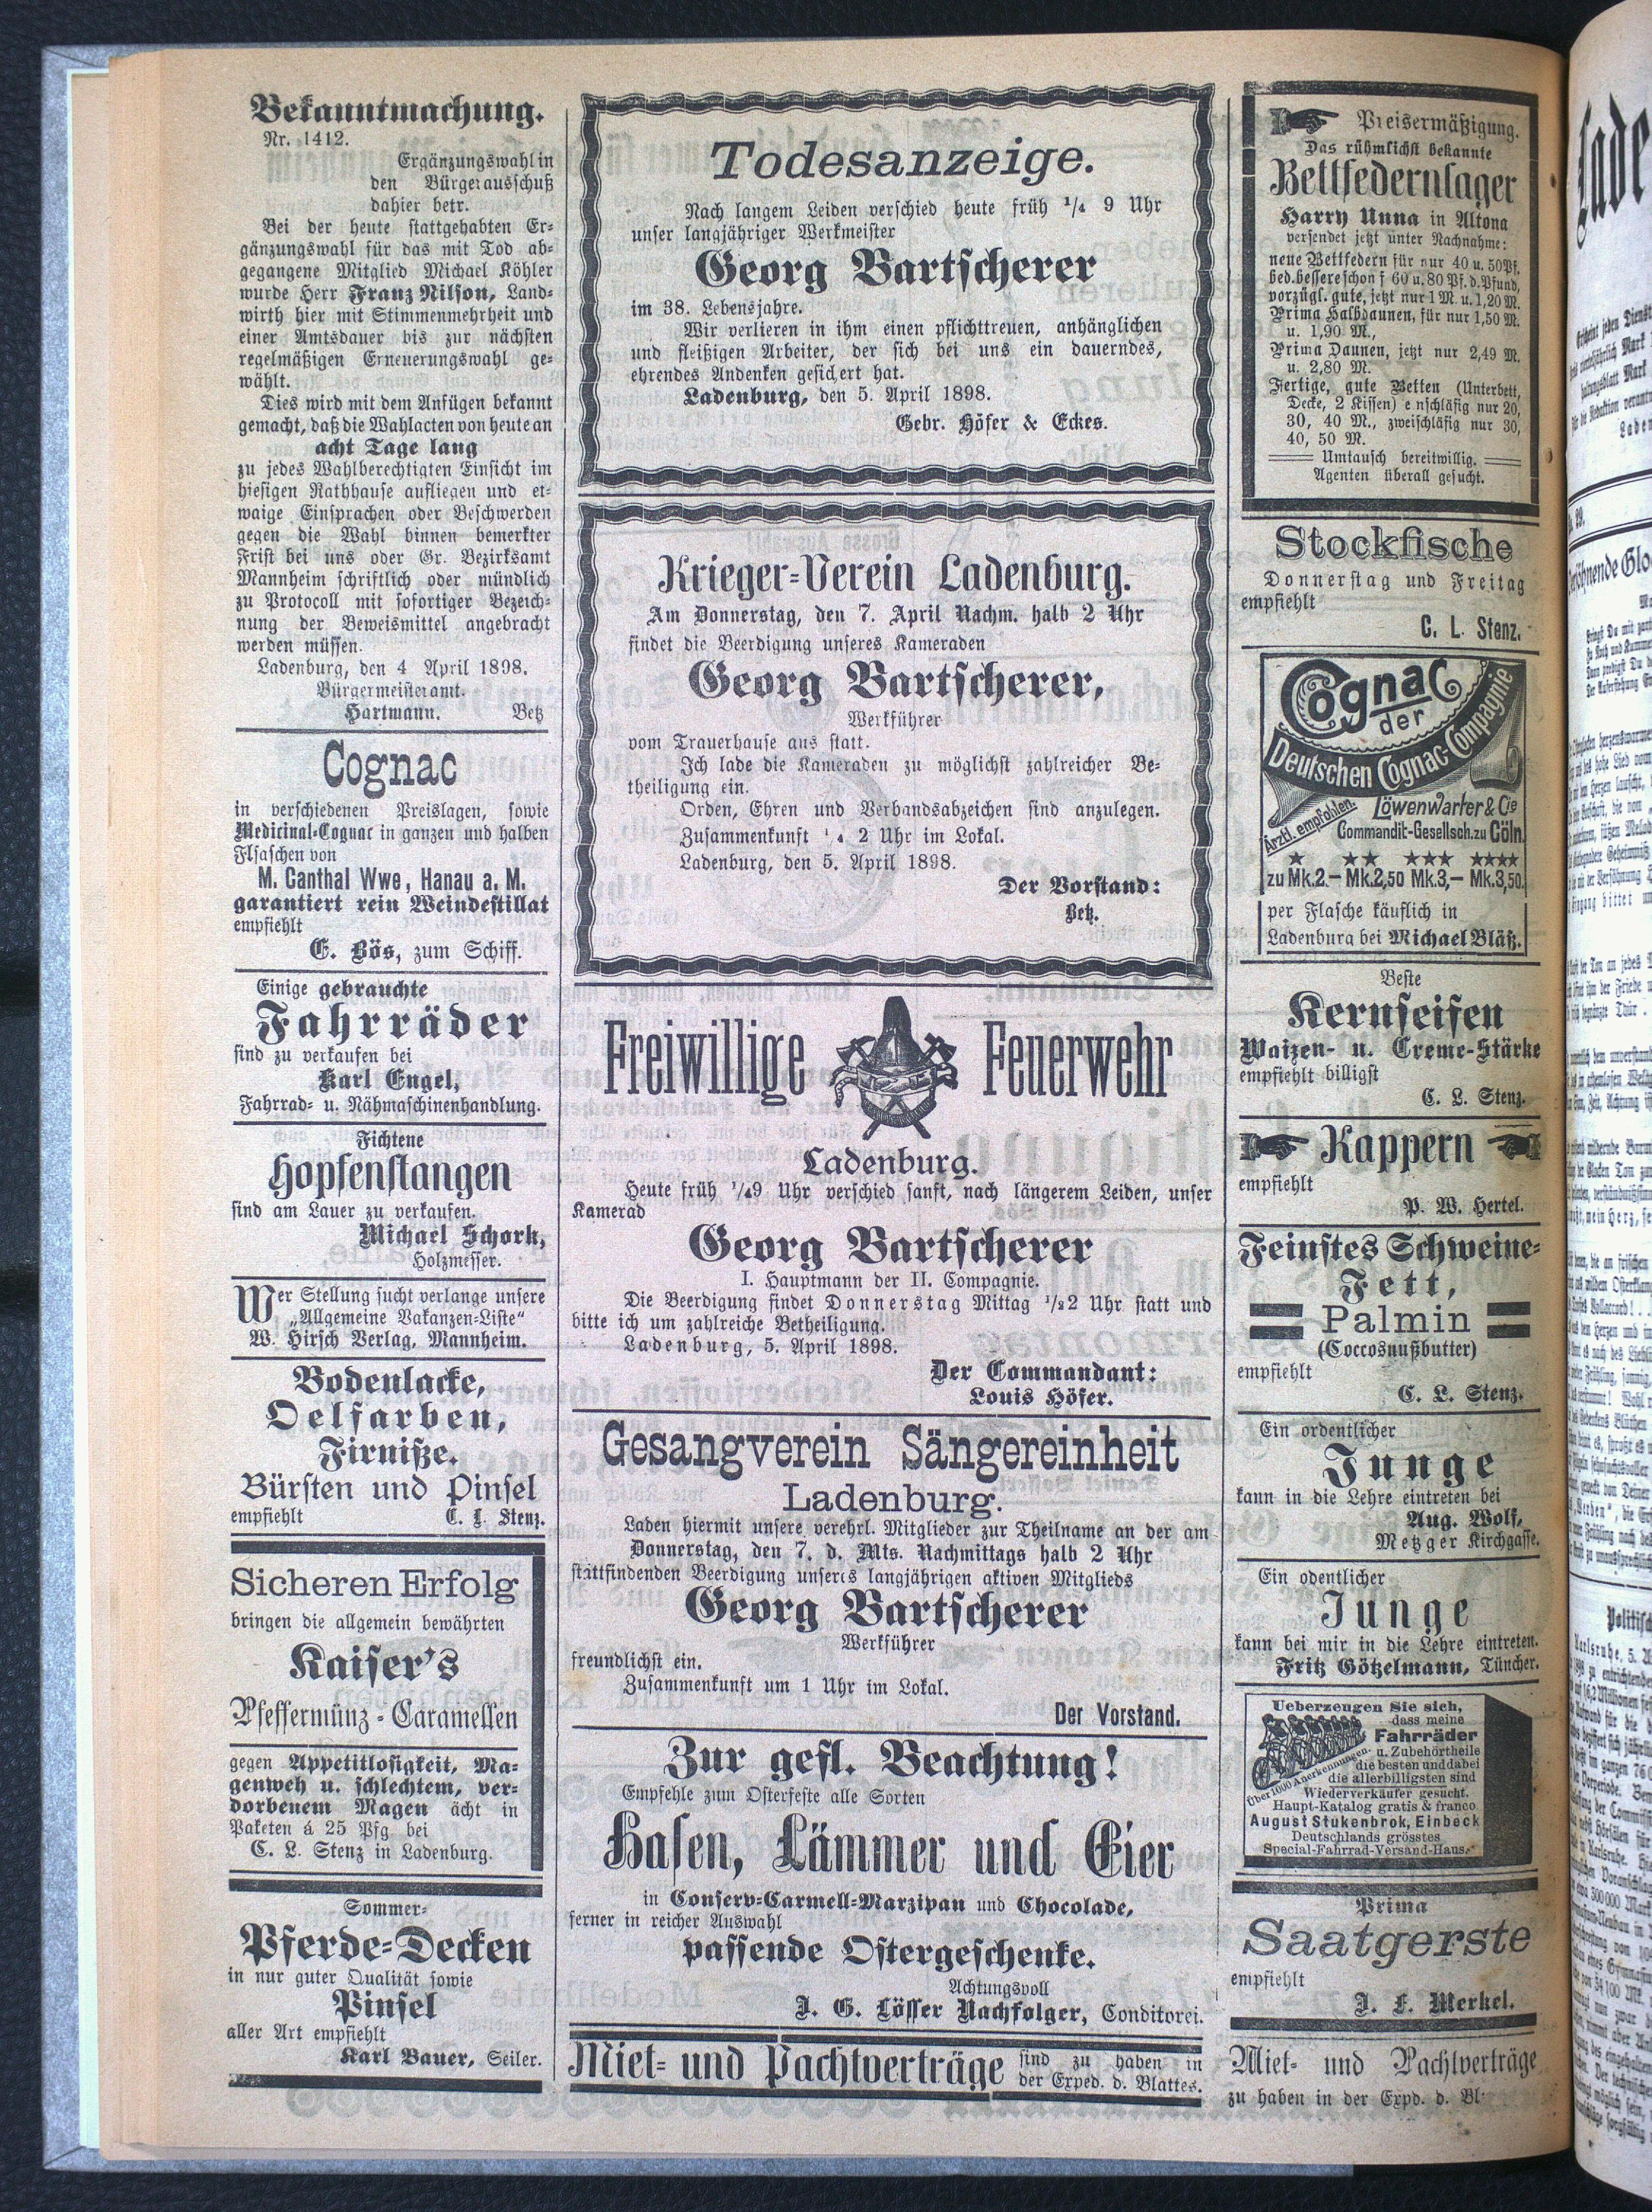 Bekanntmachung.
Nr. 1412.
Ergänzungswahl in
den Bürgerausschuß
dahier betr.
Bei der heute stattgehabten Er-
gänzungswahl für das mit Tod ab-
gegangene Mitglied Michael Köhler
wurde Herr Franz Nilson, Land-
wirth hier mit Stimmenmehrheit und
einer Amtsdauer bis zur nächsten
regelmäßigen Erneuerungswahl ge-
wählt.
Dies wird mit dem Anfügen bekannt
gemacht, daß die Wahlacten von heute an
acht Tage lang
zu jedes Wahlberechtigten Einsicht im
hiesigen Rathhause aufliegen und et-
waige Einsprachen oder Beschwerden
gegen die Wahl binnen bemerkter
Frist bei uns oder Gr. Bezirksamt
Mannheim schriftlich oder mündlich
zu Protocoll mit sofortiger Bezeich-
nung der Beweismittel angebracht
werden müssen.
Ladenburg, den 4 April 1898.
Bürgermeisteramt.
Hartmann. Betz
Cognac
in verschiedenen Preislagen, sowie
Medicinal-Cognac in ganzen und halben
Flsaschen von
M. Canthal Wwe, Hanau a. M.
garantiert rein Weindestillat
empfiehlt
E. Bös, zum Schiff.
Einige gebrauchte
Fahrräder
sind zu verkaufen bei
Karl Engel,
Fahrrad- u. Nähmaschinenhandlung.
Fichtene
Hopfenstangen
sind am Lauer zu verkaufen.
Michael Schork,
Holzmesser.
Wer Stellung sucht verlange unsere
„Allgemeine Vakanzen-Liste“
W. Hirsch Verlag, Mannheim.
Bodenlacke,
Oelfarben,
Firniße.
Bürsten und Pinsel
empfiehlt C. L. Stenz.
Sicheren Erfolg
bringen die allgemein bewährten
Kaiser's
Pfeffermünz-Caramellen
gegen Appetitlosigkeit, Ma-
genweh u. schlechtem, ver-
dorbenem Magen ächt in
Paketen á 25 Pfg bei
C. L. Stenz in Ladenburg.
Sommer-
Pferde-Decken
in nur guter Qualität sowie
Pinsel
aller Art empfiehlt
Karl Bauer, Seiler.
Todesanzeige.
Nach langem Leiden verschied heute früh 1/4 9 Uhr
unser langjähriger Werkmeister
Georg Bartscherer
im 38. Lebensjahre.
Wir verlieren in ihm einen pflichttreuen, anhänglichen
und fleißigen Arbeiter, der sich bei uns ein dauerndes,
ehrendes Andenken gesichert hat.
Ladenburg, den 5. April 1898.
Gebr. Höfer & Eckes.
Krieger-Verein Ladenburg.
Am Donnerstag, den 7. April Nachm. halb 2 Uhr
findet die Beerdigung unseres Kameraden
Georg Bartscherer,
Werkführer
vom Trauerhause aus statt.
Ich lade die Kameraden zu möglichst zahlreicher Be-
theiligung ein.
Orden, Ehren und Verbandsabzeichen sind anzulegen.
Zusammenkunft 1/4 2 Uhr im Lokal.
Ladenburg, den 5. April 1898.
Der Vorstand:
Betz.
Freiwillige Feuerwehr
Ladenburg.
Heute früh 1/49 Uhr verschied sanft, nach längerem Leiden, unser
Kamerad
Georg Bartscherer
I. Hauptmann der II. Compagnie.
Die Beerdigung findet Donnerstag Mittag 1/22 Uhr statt und
bitte ich um zahlreiche Betheiligung.
Ladenburg, 5. April 1898.
Der Commandant:
Louis Höfer.
Gesangverein Sängereinheit
Ladenburg.
Laden hiermit unsere verehrl. Mitglieder zur Theilname an der am
Donnerstag, den 7. d. Mts. Nachmittags halb 2 Uhr
stattfindenden Beerdigung unseres langjährigen aktiven Mitglieds
Georg Bartscherer
Werkführer
freundlichst ein.
Zusammenkunft um 1 Uhr im Lokal.
Der Vorstand.
Zur gefl. Beachtung!
Empfehle zum Osterfeste alle Sorten
Hasen, Lämmer und Eier
in Conserv-Carmell-Marzipan und Chocolade,
ferner in reicher Auswahl
passende Ostergeschenke.
Achtungsvoll
J. G. Lösser Nachfolger, Conditorei.
Miet- und Pachtverträge sind zu haben in
der Exped. d. Blattes.
Preisermäßigung.
Das rühmlichst bekannte
Bettfedernlager
Harry Unna in Altona
versendet jetzt unter Nachnahme:
neue Bettfedern für nur 40 u. 50 Pf.
bed. bessere schon f 60 u. 80 Pf. d. Pfund,
vorzügl. gute, jetzt nur 1 M. u. 1,20 M.
Prima Halbdaunen, für nur 1,50 M.
u. 1,90 M.,
Prima Daunen, jetzt nur 2,49 M.
u. 2,80 M.
Fertige, gute Betten (Unterbett,
Decke, 2 Kissen) e nschläfig nur 20,
30, 40 M., zweischläfig nur 30,
40, 50 M.
Umtausch bereitwillig.
Agenten überall gesucht.
Stockfische
Donnerstag und Freitag
empfiehlt
C. L. Stenz.
Cognac
der
Deutschen Cognac-Compagnie
Ärztl. empfohlen.
Löwenwarter & Cie
Commandit-Gesellsch. zu Cöln
★ ★★ ★★★ ★★★★
zu Mk. 2.— Mk. 2,50 Mk. 3,— Mk. 3,50
per Flasche käuflich in
Ladenburg bei Michael Bläß.
Beste
Kernseifen
Waizen- u. Creme-Stärke
empfiehlt billigst
C. L. Stenz.
Kappern
empfiehlt
P. W. Hertel.
Feinstes Schweine-
Fett,
Palmin
(Coccosnußbutter)
empfiehlt
C. L. Stenz.
Ein ordentlicher
Junge
kann in die Lehre eintreten bei
Aug. Wolf,
Metzger Kirchgasse.
Ein odentlicher
Junge
kann bei mir in die Lehre eintreten.
Fritz Götzelmann, Tüncher.
Ueberzeugen Sie sich,
dass meine
Fahrräder
u. Zubehörtheile
die besten und dabei
die allerbilligsten sind
Über 1000 Anerkennungen.
Wiederverkäufer gesucht.
Haupt-Katalog gratis & franco.
August Stukenbrok, Einbeck
Deutschlands grösstes
Special-Fahrrad-Versand-Haus.
Prima
Saatgerste
empfiehlt
J. F. Merkel.
Miet- und Pachtverträge
zu haben in der Expd. d. Bl